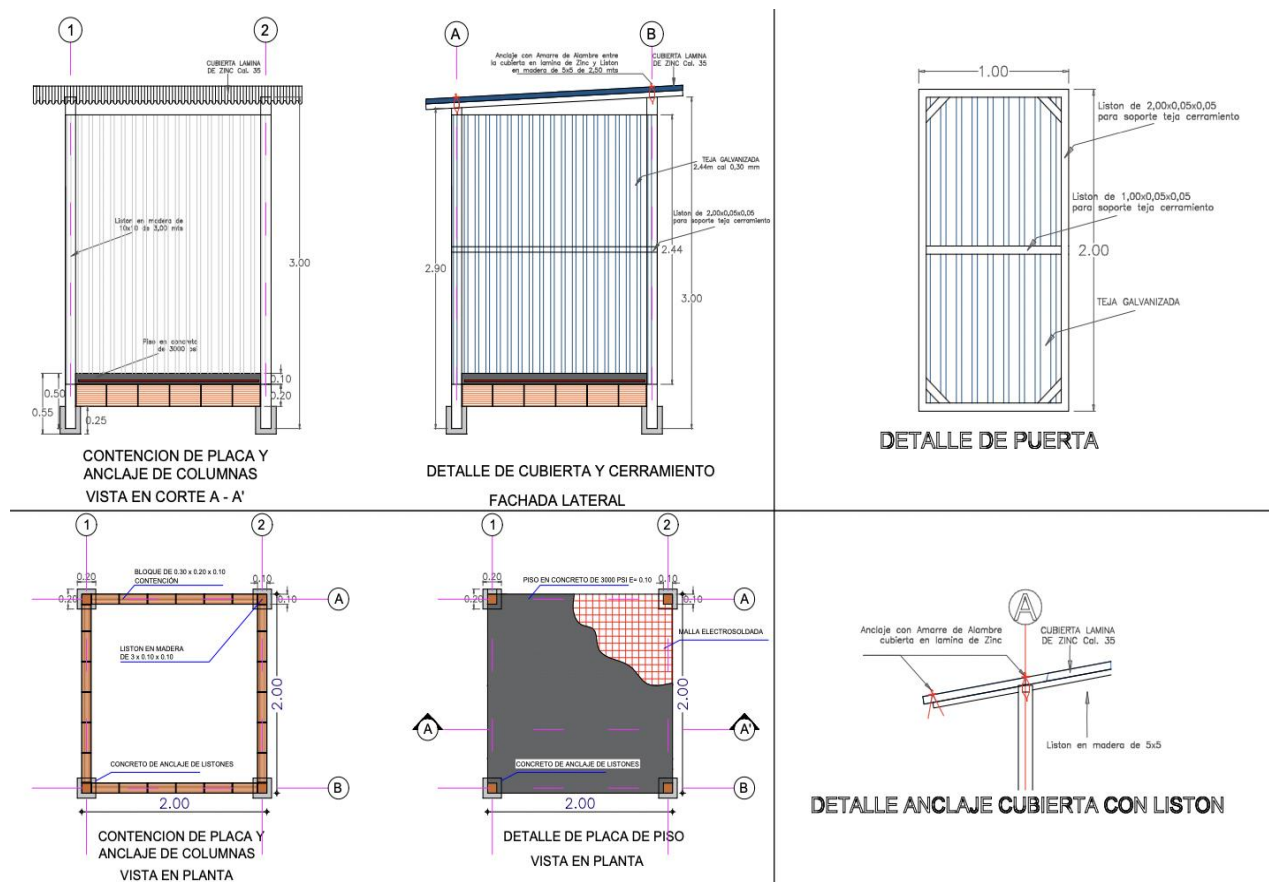 1
2
CUBIERTA LAMINA
DE ZINC Cal. 35
Liston en madera de
10x10 de 3,00 mts
Piso en concreto
de 3000 psi
3.00
0.10
0.20
0.50
0.55
0.25
CONTENCION DE PLACA Y
ANCLAJE DE COLUMNAS
VISTA EN CORTE A - A'
A
B
Anclaje con Amarre de Alambre entre
la cubierta en lamina de Zinc y Liston
en madera de 5x5 de 2,50 mts
CUBIERTA LAMINA
DE ZINC Cal. 35
TEJA GALVANIZADA
2.44m cal 0,30 mm
Liston de 2,00x0,05x0,05
para soporte teja cerramiento
2.44
2.90
3.00
DETALLE DE CUBIERTA Y CERRAMIENTO
FACHADA LATERAL
1.00
Liston de 2,00x0,05x0,05
para soporte teja cerramiento
Liston de 1,00x0,05x0,05
para soporte teja cerramiento
2.00
TEJA GALVANIZADA
DETALLE DE PUERTA
1
2
BLOQUE DE 0.30 x 0.20 x 0.10
CONTENCIÓN
0.20
0.20
0.10
0.10
A
LISTON EN MADERA
DE 3 x 0.10 x 0.10
2.00
CONCRETO DE ANCLAJE DE LISTONES
B
2.00
CONTENCION DE PLACA Y
ANCLAJE DE COLUMNAS
VISTA EN PLANTA
1
2
0.20
0.20
PISO EN CONCRETO DE 3000 PSI E= 0.10
0.10
0.10
A
MALLA ELECTROSOLDADA
2.00
A
A'
CONCRETO DE ANCLAJE DE LISTONES
B
2.00
DETALLE DE PLACA DE PISO
VISTA EN PLANTA
A
Anclaje con Amarre de Alambre
cubierta en lamina de Zinc
CUBIERTA LAMINA
DE ZINC Cal. 35
Liston en madera de 5x5
DETALLE ANCLAJE CUBIERTA CON LISTON